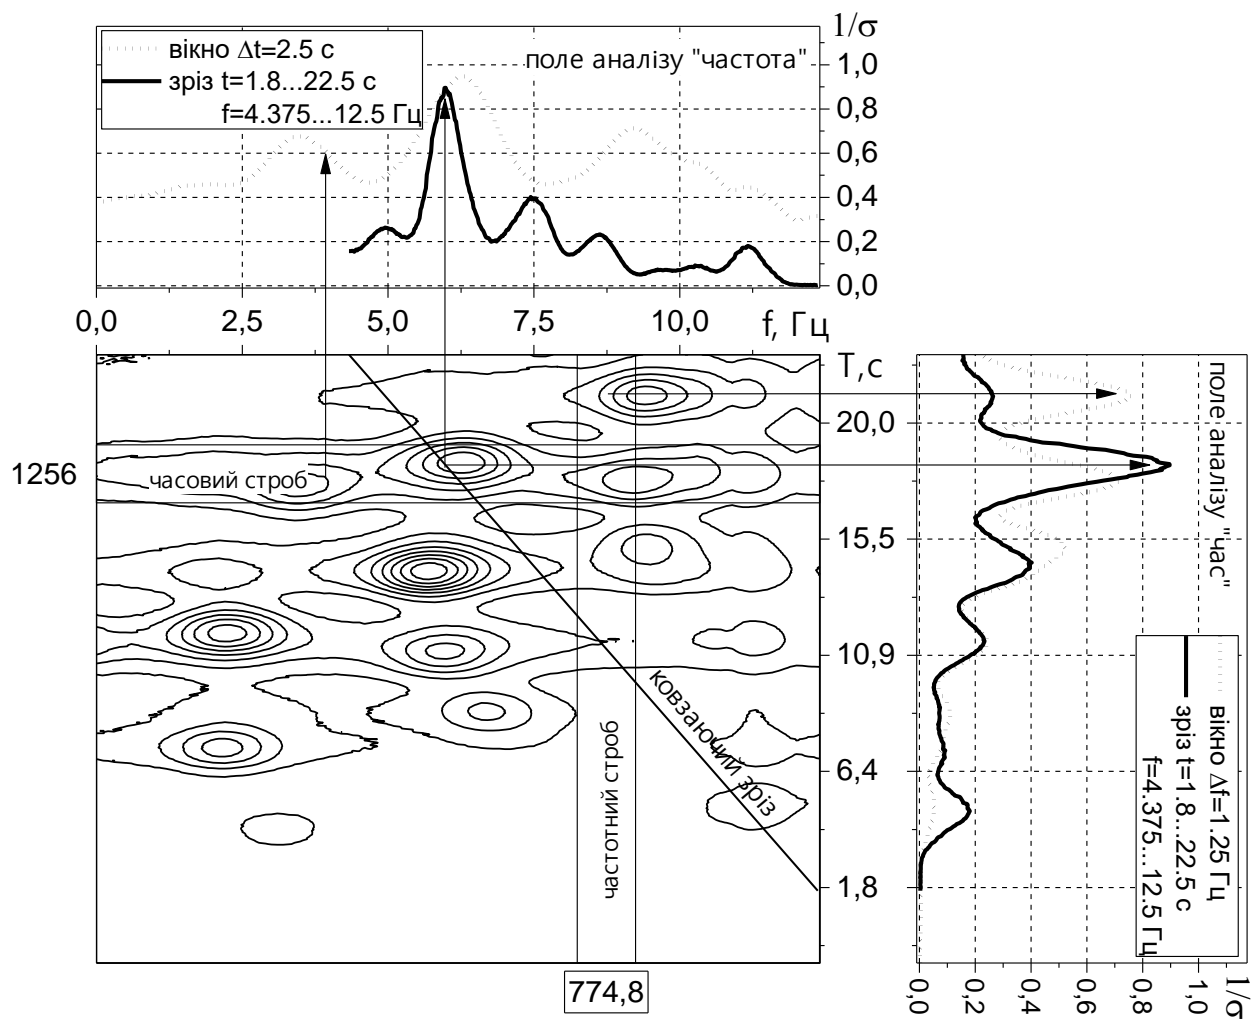 1/σ
вікно Δt=2.5 с
зріз t=1.8...22.5 с
f=4.375...12.5 Гц
поле аналізу "частота"
1,0
0,8
0,6
0,4
0,2
0,0
0,0 2,5 5,0 7,5 10,0 f, Гц
T,c
20,0
15,5
10,9
6,4
1,8
1256
часовий строб
частотний строб
ковзаючий зріз
774,8
поле аналізу "час"
вікно Δf=1.25 Гц
зріз t=1.8...22.5 с
f=4.375...12.5 Гц
0,0 0,2 0,4 0,6 0,8 1,0 1/σ